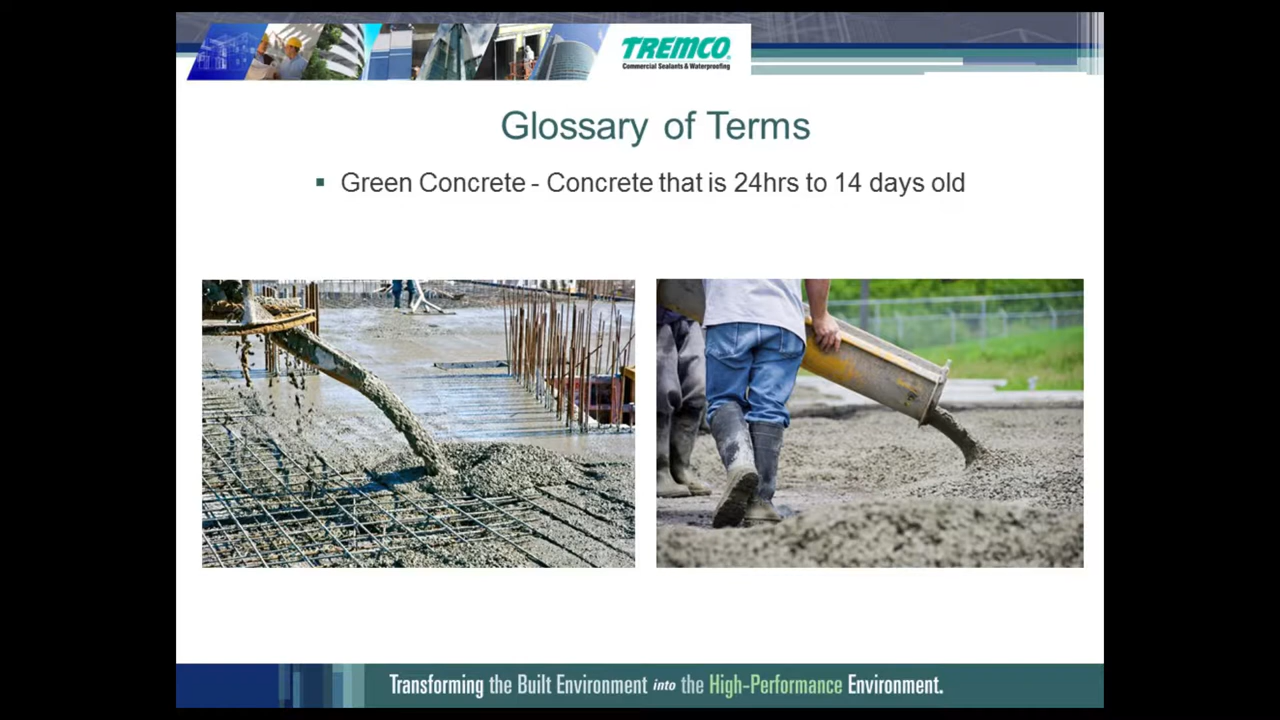 TREMCO
Commercial Sealants & Waterproofing
Glossary of Terms
▪ Green Concrete - Concrete that is 24hrs to 14 days old
Transforming the Built Environment into the High-Performance Environment.